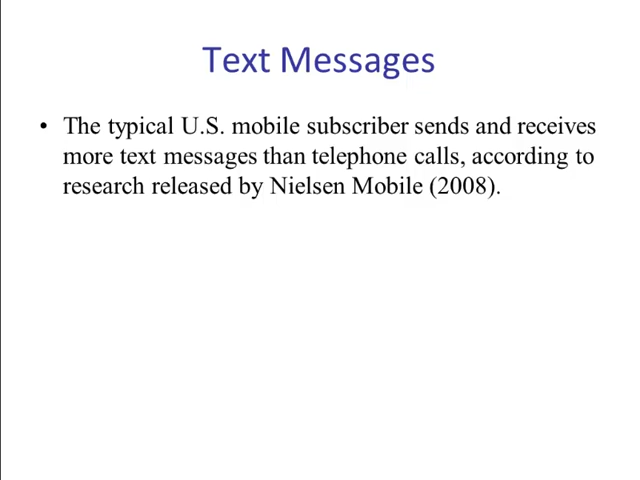 Text Messages
• The typical U.S. mobile subscriber sends and receives
more text messages than telephone calls, according to
research released by Nielsen Mobile (2008).